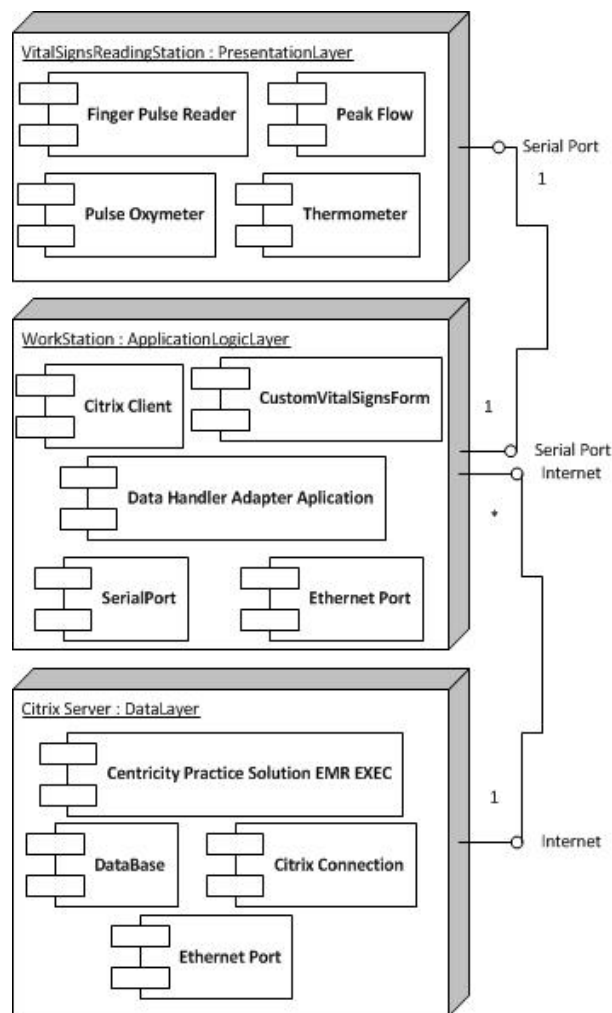 VitalSignsReadingStation : PresentationLayer
Finger Pulse Reader
Peak Flow
Serial Port
1
Pulse Oxymeter
Thermometer
WorkStation : ApplicationLogicLayer
Citrix Client
CustomVitalSignsForm
1
Serial Port
Internet
Data Handler Adapter Aplication
*
SerialPort
Ethernet Port
Citrix Server : DataLayer
Centricity Practice Solution EMR EXEC
1
Internet
DataBase
Citrix Connection
Ethernet Port